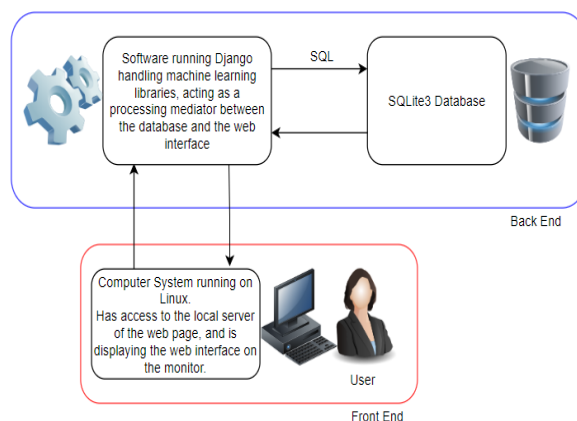 Software running Django
handling machine learning
libraries, acting as a
processing mediator between
the database and the web
interface
SQL
SQLite3 Database
Back End
Computer System running on
Linux.
Has access to the local server
of the web page, and is
displaying the web interface on
the monitor.
User
Front End